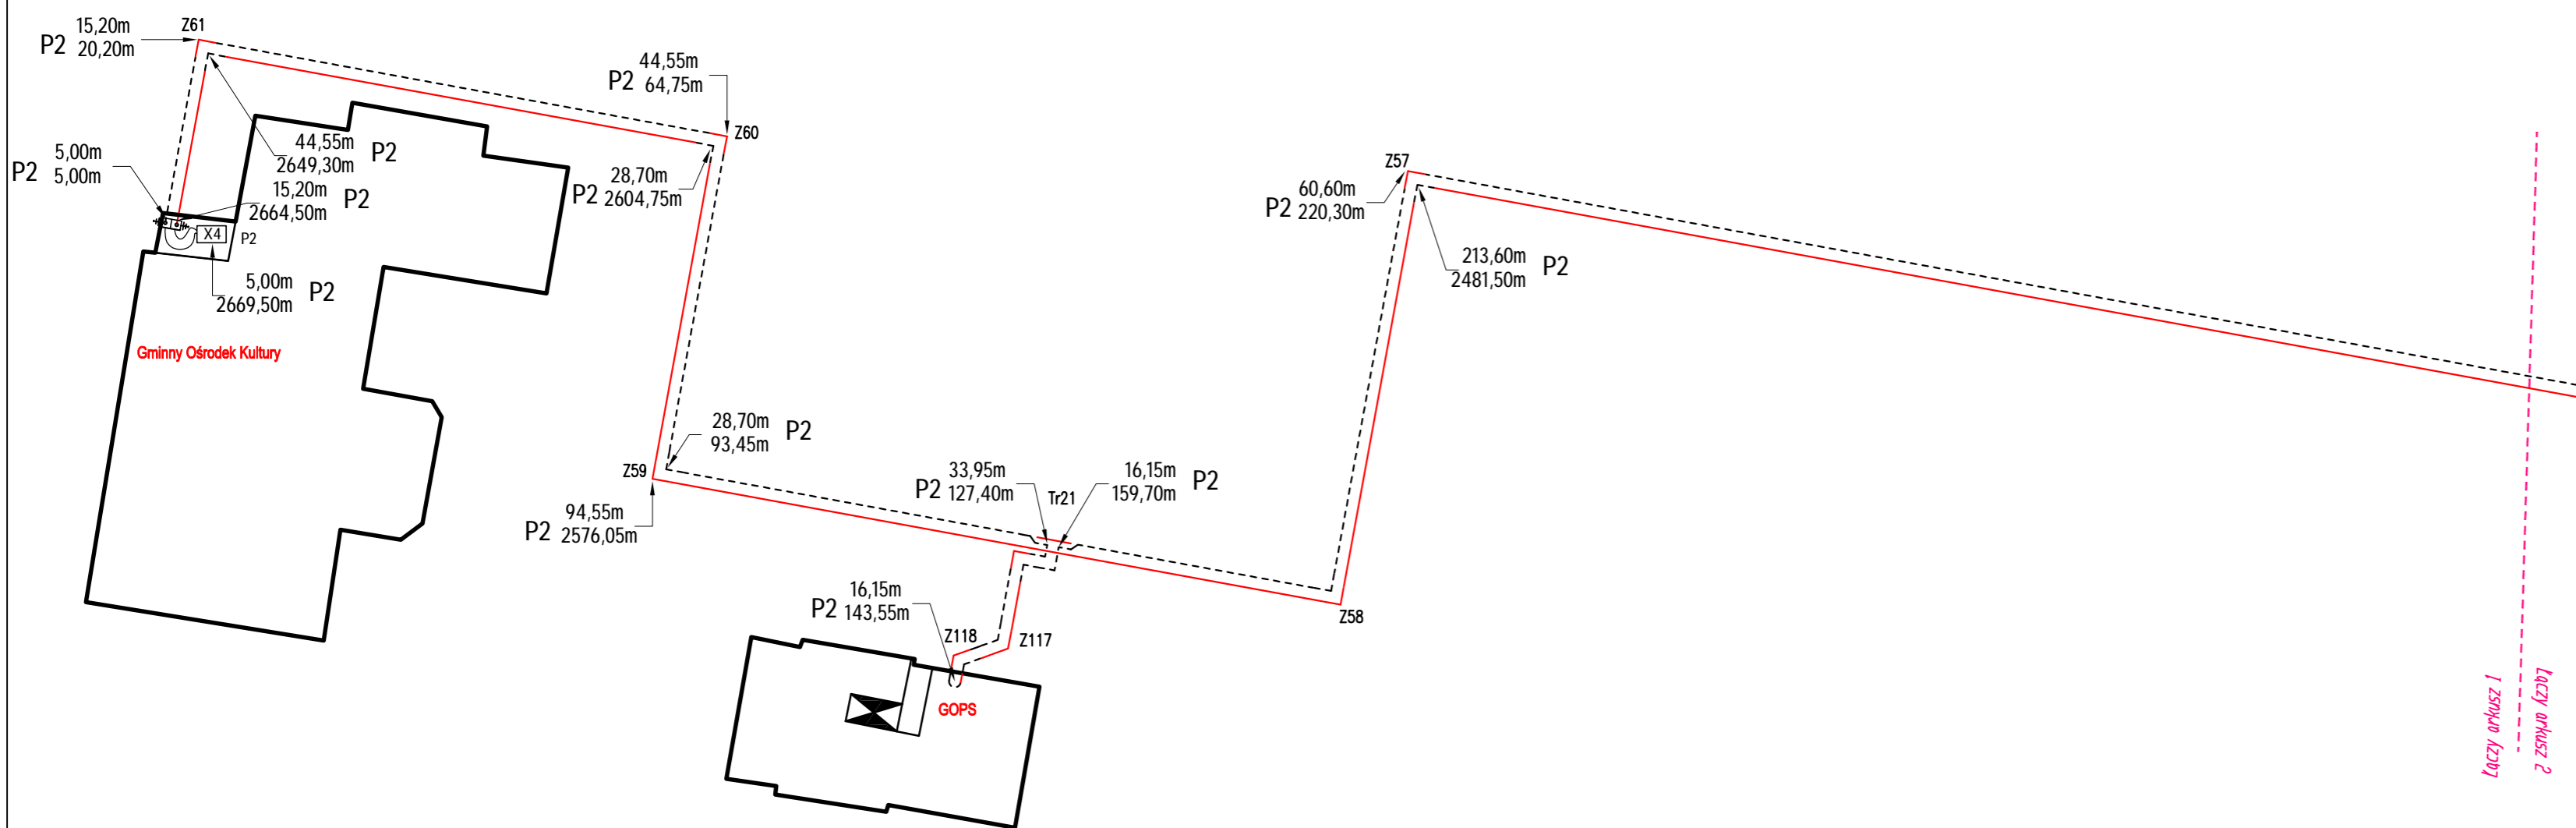 15,20m
P2 20,20m
Z61
44,55m
P2 64,75m
Z60
44,55m
2649,30m P2
5,00m
P2 5,00m
15,20m
2664,50m P2
X4
P2
5,00m
2669,50m P2
Gminny Ośrodek Kultury
28,70m
P2 2604,75m
Z57
60,60m
P2 220,30m
213,60m
2481,50m P2
28,70m
93,45m P2
Z59
94,55m
P2 2576,05m
33,95m
P2 127,40m
Tr21
16,15m
159,70m P2
Z58
16,15m
P2 143,55m
Z118
Z117
GOPS
Łączy arkusz 1
Łączy arkusz 2